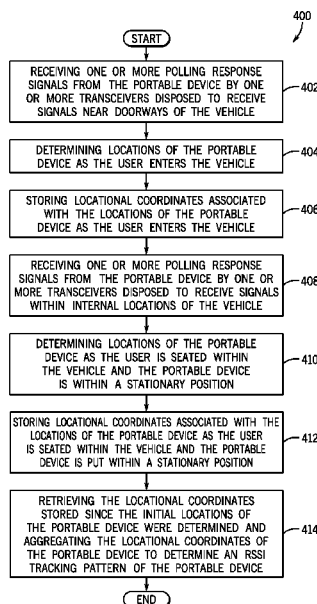 400
START
RECEIVING ONE OR MORE POLLING RESPONSE
SIGNALS FROM THE PORTABLE DEVICE BY ONE
OR MORE TRANSCEIVERS DISPOSED TO RECEIVE
SIGNALS NEAR DOORWAYS OF THE VEHICLE
402
DETERMINING LOCATIONS OF THE PORTABLE
DEVICE AS THE USER ENTERS THE VEHICLE
404
STORING LOCATIONAL COORDINATES ASSOCIATED
WITH THE LOCATIONS OF THE PORTABLE
DEVICE AS THE USER ENTERS THE VEHICLE
406
RECEIVING ONE OR MORE POLLING RESPONSE
SIGNALS FROM THE PORTABLE DEVICE BY ONE OR
MORE TRANSCEIVERS DISPOSED TO RECEIVE SIGNALS
WITHIN INTERNAL LOCATIONS OF THE VEHICLE
408
DETERMINING LOCATIONS OF THE PORTABLE
DEVICE AS THE USER IS SEATED WITHIN
THE VEHICLE AND THE PORTABLE DEVICE
IS WITHIN A STATIONARY POSITION
410
STORING LOCATIONAL COORDINATES ASSOCIATED WITH THE
LOCATIONS OF THE PORTABLE DEVICE AS THE USER
IS SEATED WITHIN THE VEHICLE AND THE PORTABLE
DEVICE IS PUT WITHIN A STATIONARY POSITION
412
RETRIEVING THE LOCATIONAL COORDINATES
STORED SINCE THE INITIAL LOCATIONS OF
THE PORTABLE DEVICE WERE DETERMINED AND
AGGREGATING THE LOCATIONAL COORDINATES OF
THE PORTABLE DEVICE TO DETERMINE AN RSSI
TRACKING PATTERN OF THE PORTABLE DEVICE
414
END